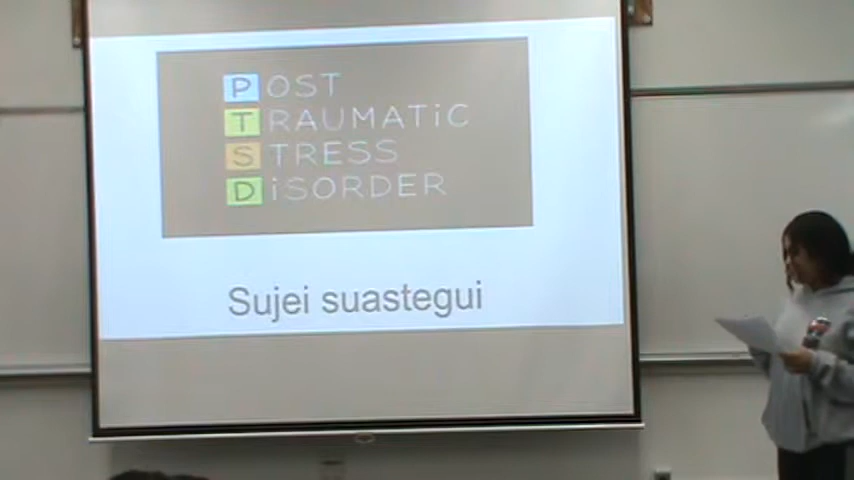 POST
TRAUMATiC
STRESS
DiSORDER
Sujei suastegui